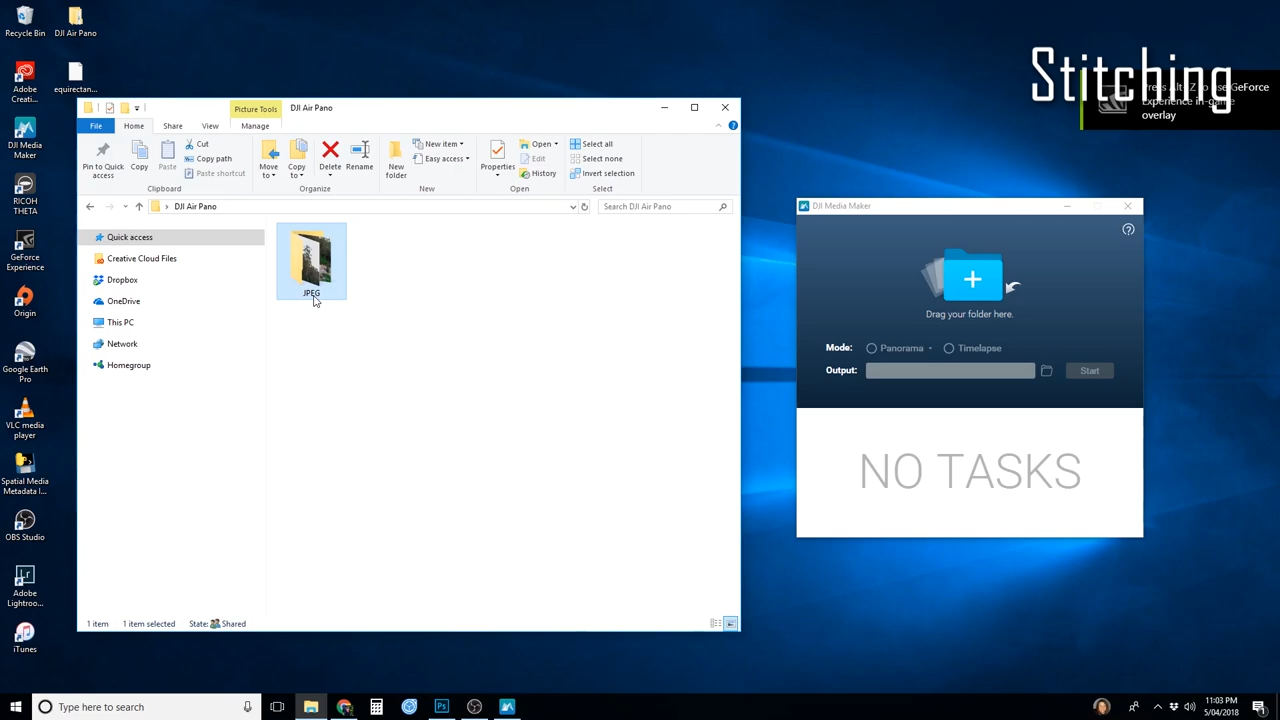 Recycle Bin
DJI Air Pano
Adobe
Creati...
equirectan...
DJI Media
Maker
RICOH
THETA
GeForce
Experience
Origin
Google Earth
Pro
VLC media
player
Spatial Media
Metadata I...
OBS Studio
Adobe
Lightroo...
iTunes
Stitching
Press Alt+Z to use GeForce
Experience in-game
overlay
Picture Tools
DJI Air Pano
File
Home
Share
View
Manage
Pin to Quick
access
Copy
Paste
Cut
Copy path
Paste shortcut
Clipboard
Move
to
Copy
to
Delete
Rename
Organize
New
folder
New item
Easy access
New
Properties
Open
Edit
History
Open
Select all
Select none
Invert selection
Select
DJI Air Pano
Search DJI Air Pano
Quick access
Creative Cloud Files
Dropbox
OneDrive
This PC
Network
Homegroup
JPEG
1 item
1 item selected
State:
Shared
DJI Media Maker
Drag your folder here.
Mode:
Panorama
Timelapse
Output:
Start
NO TASKS
Type here to search
11:03 PM
5/04/2018